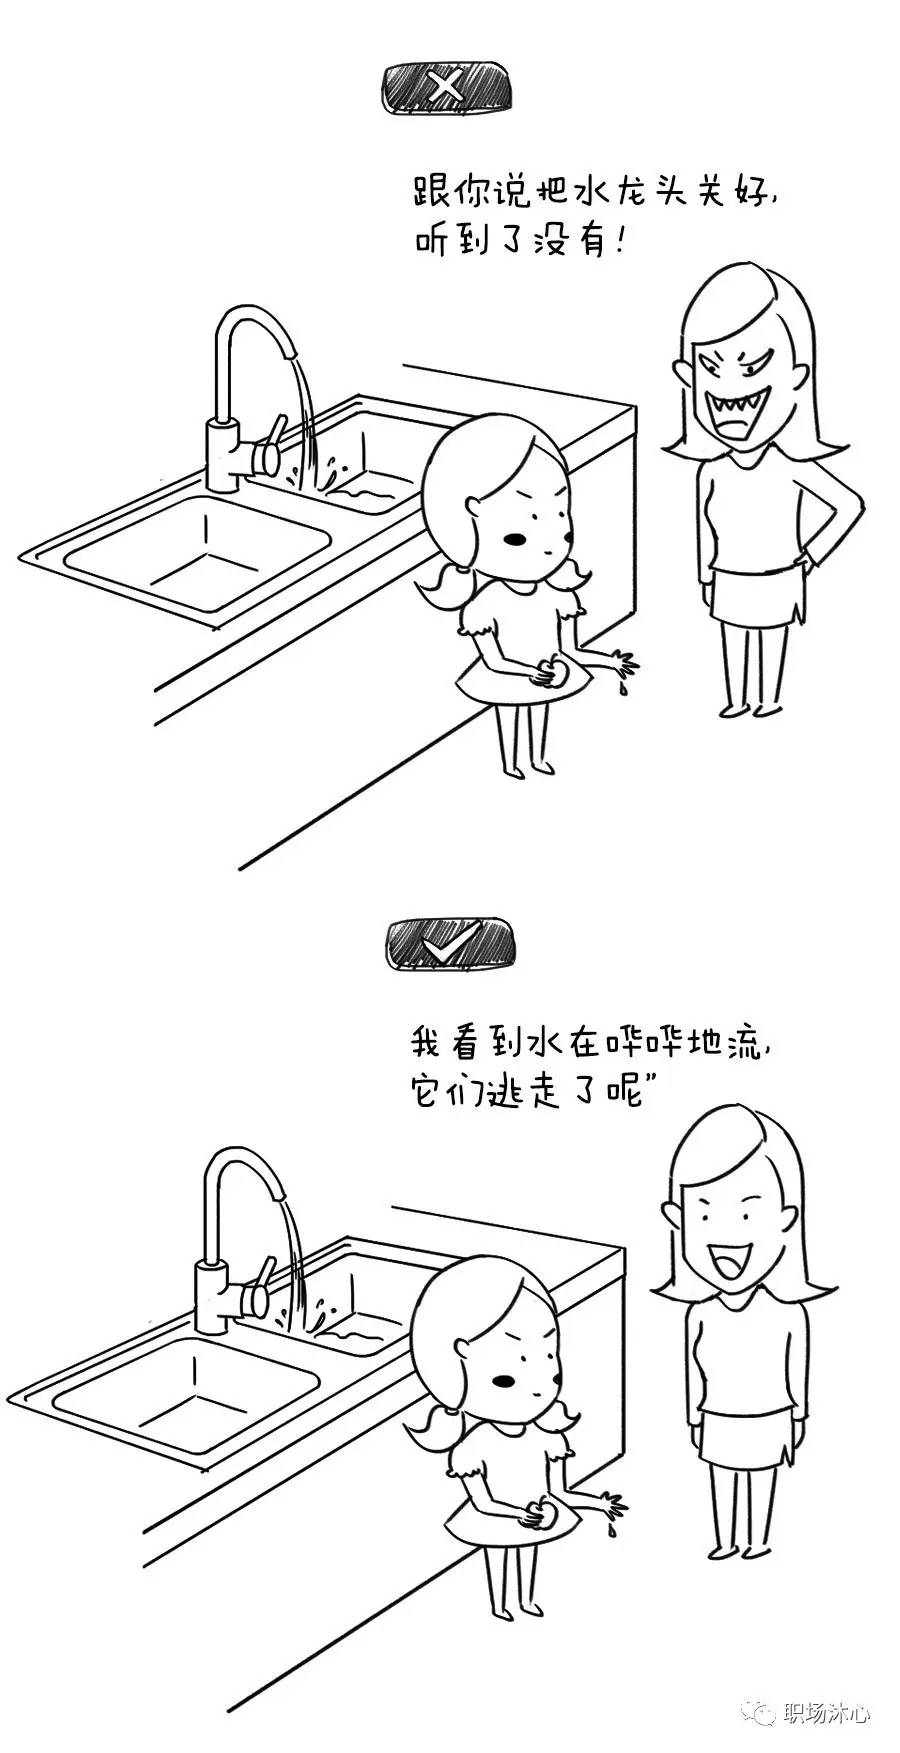 跟你说把水龙头关好,
听到了没有!
我看到水在哗哗地流,
它们逃走了呢”
职场沐心